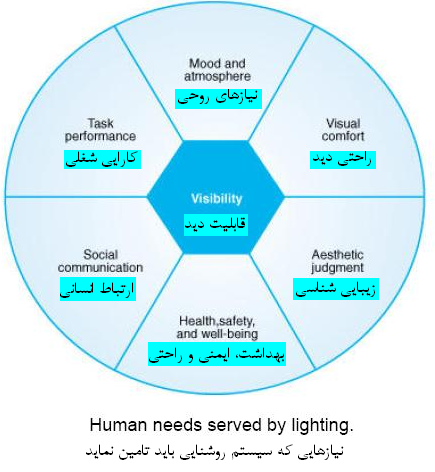 Mood and
atmosphere
نیازهای روحی
Task
performance
کارایی شغلی
Visual
comfort
راحتی دید
Visibility
قابلیت دید
Social
communication
ارتباط انسانی
Aesthetic
judgment
زیبایی شناسی
Health,safety,
and well-being
بهداشت، ایمنی و راحتی
Human needs served by lighting.
نیازهایی که سیستم روشنایی باید تامین نماید